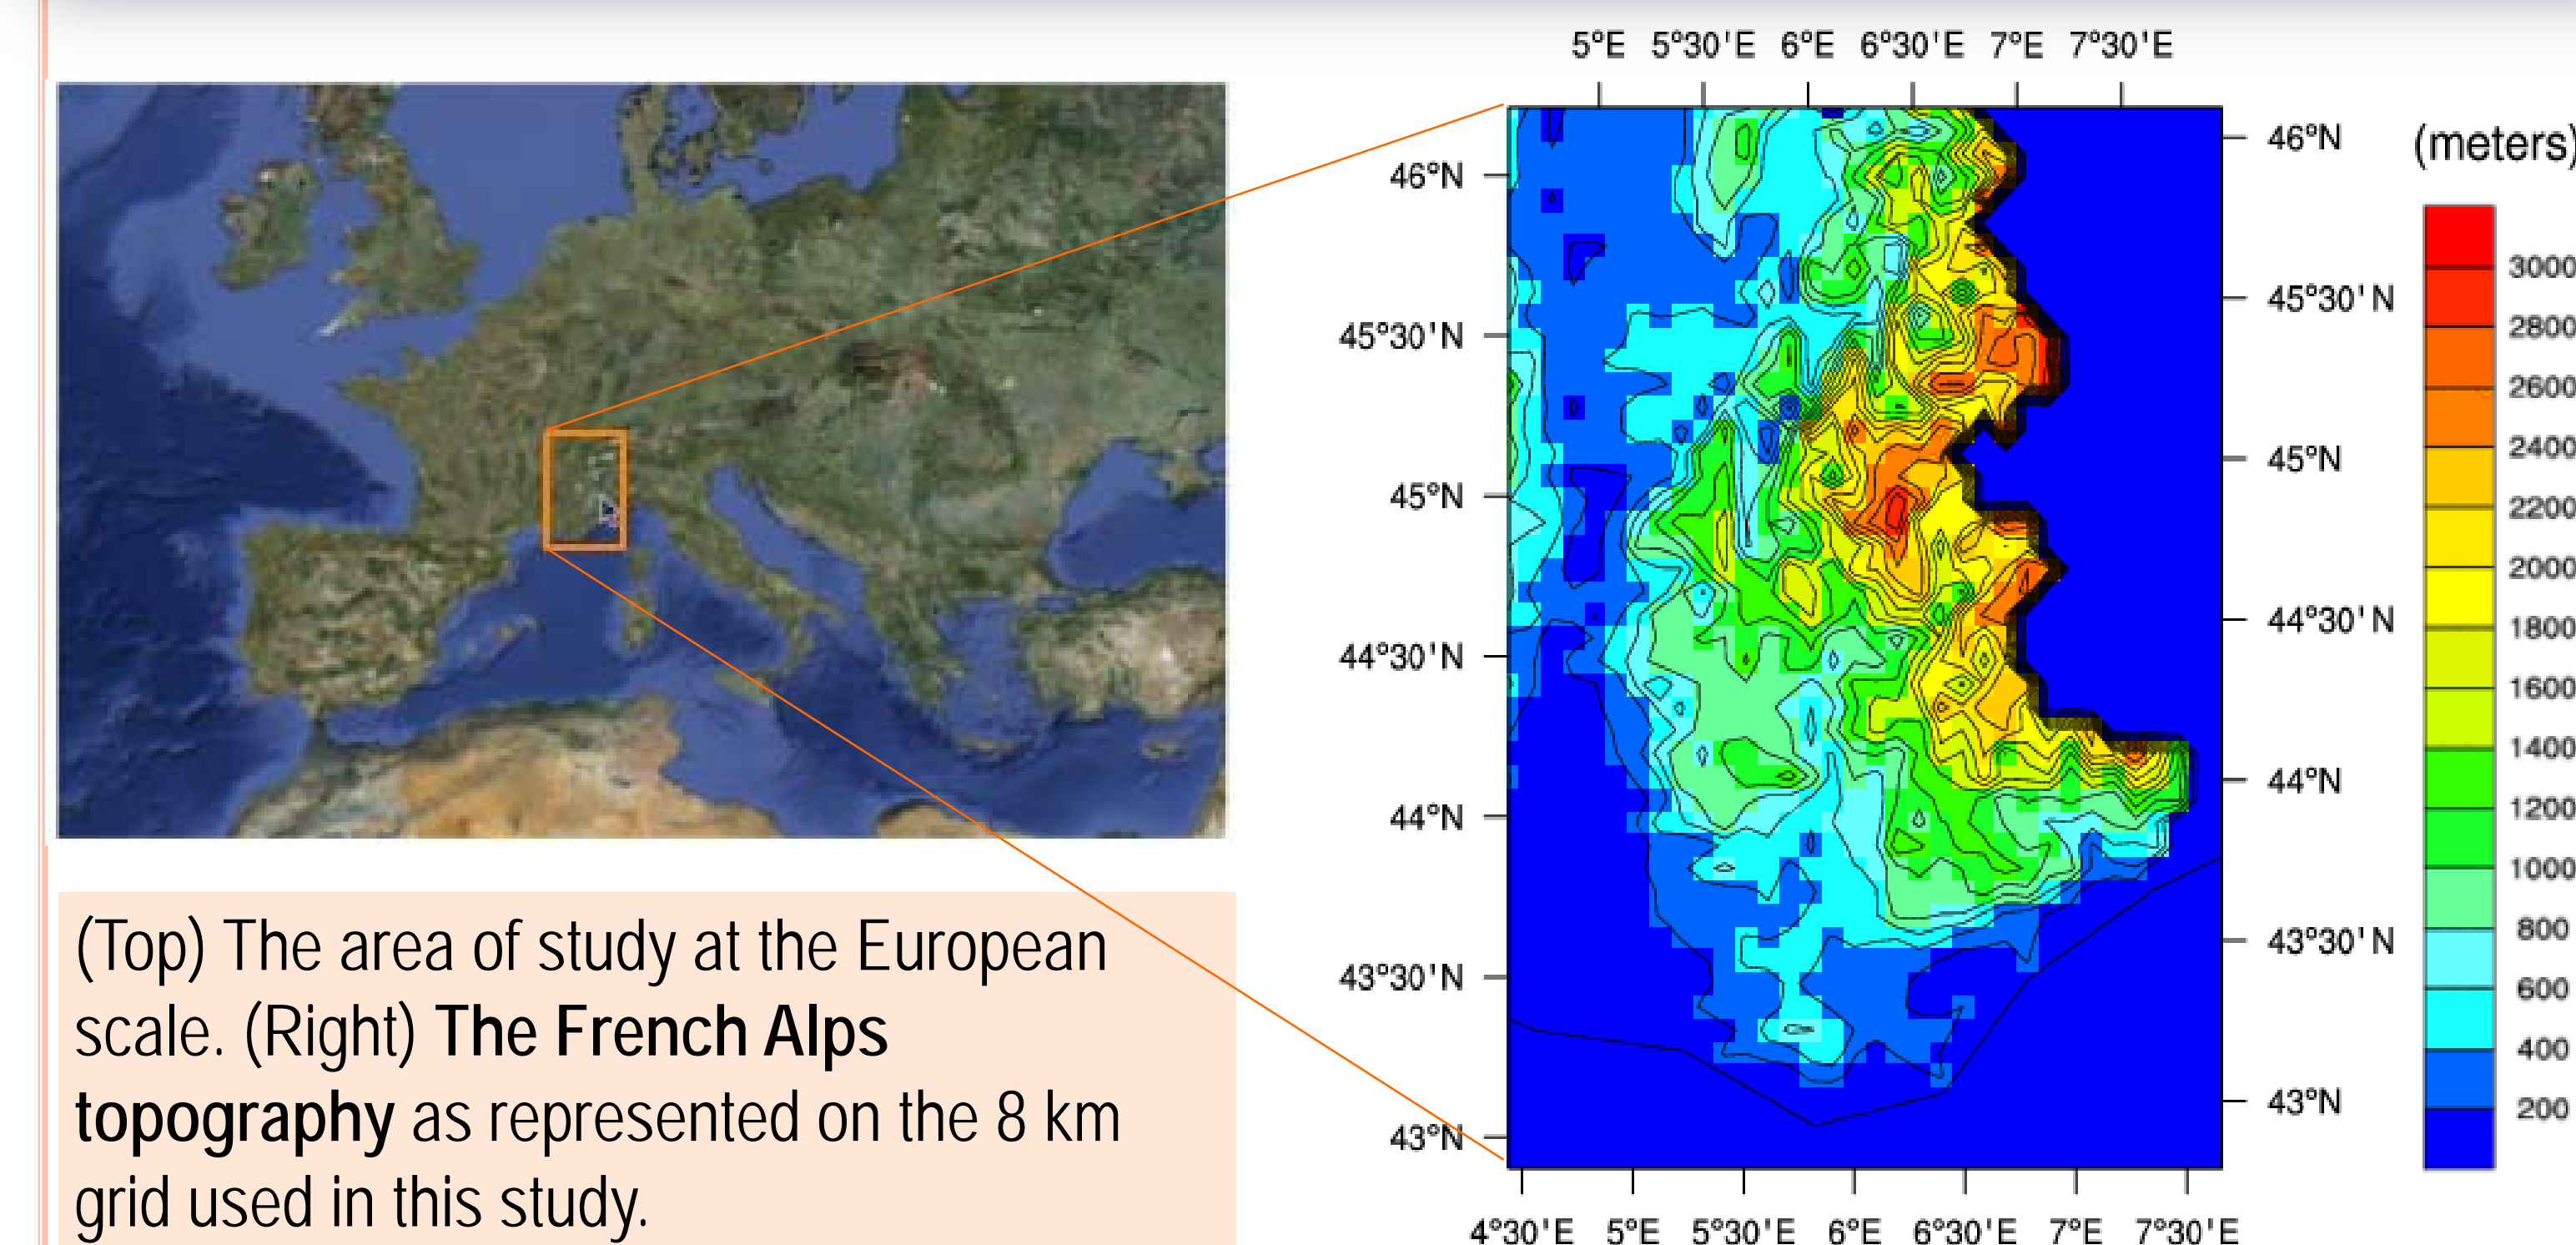 5°E 5°30'E 6°E 6°30'E 7°E 7°30'E
46°N
45°30'N
45°N
44°30'N
44°N
43°30'N
43°N
46°N
45°30'N
45°N
44°30'N
44°N
43°30'N
43°N
4°30'E 5°E 5°30'E 6°E 6°30'E 7°E 7°30'E
(meters)
3000
2800
2600
2400
2200
2000
1800
1600
1400
1200
1000
800
600
400
200
(Top) The area of study at the European
scale. (Right) The French Alps
topography as represented on the 8 km
grid used in this study.